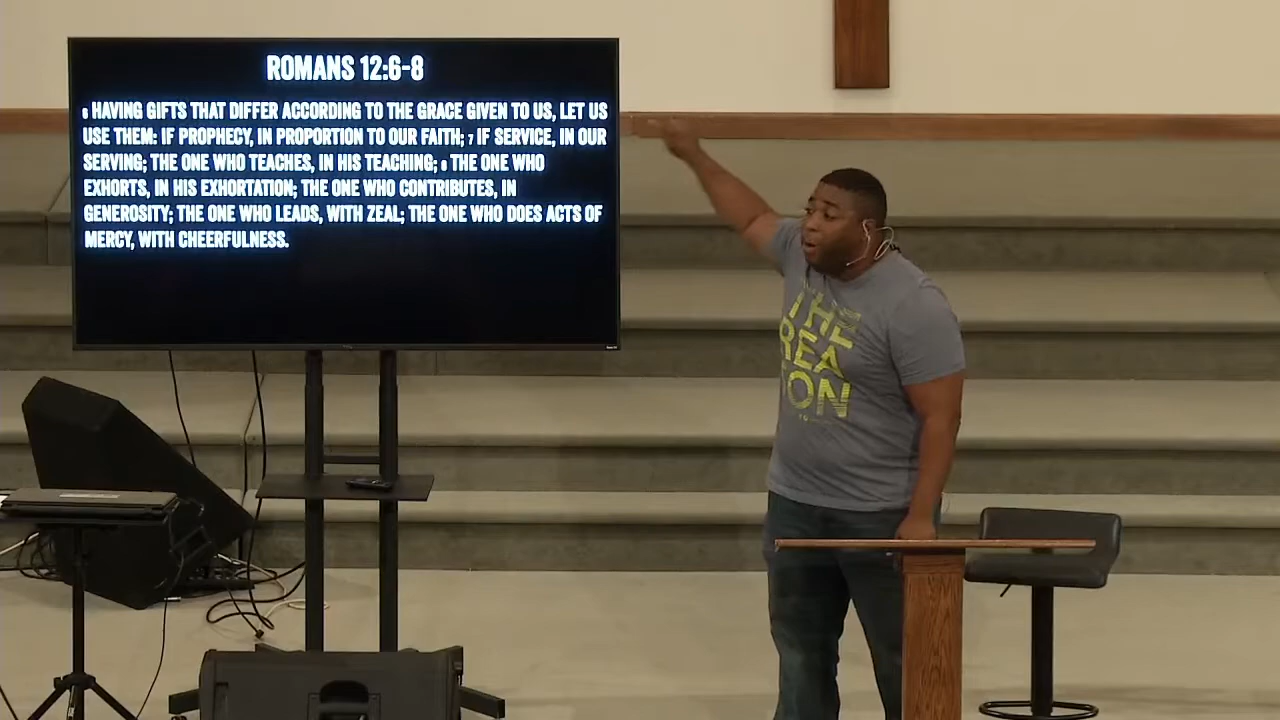 ROMANS 12:6-8
6 HAVING GIFTS THAT DIFFER ACCORDING TO THE GRACE GIVEN TO US, LET US
USE THEM: IF PROPHECY, IN PROPORTION TO OUR FAITH; 7 IF SERVICE, IN OUR
SERVING; THE ONE WHO TEACHES, IN HIS TEACHING; 8 THE ONE WHO
EXHORTS, IN HIS EXHORTATION; THE ONE WHO CONTRIBUTES, IN
GENEROSITY; THE ONE WHO LEADS, WITH ZEAL; THE ONE WHO DOES ACTS OF
MERCY, WITH CHEERFULNESS.
THE
REA
ION